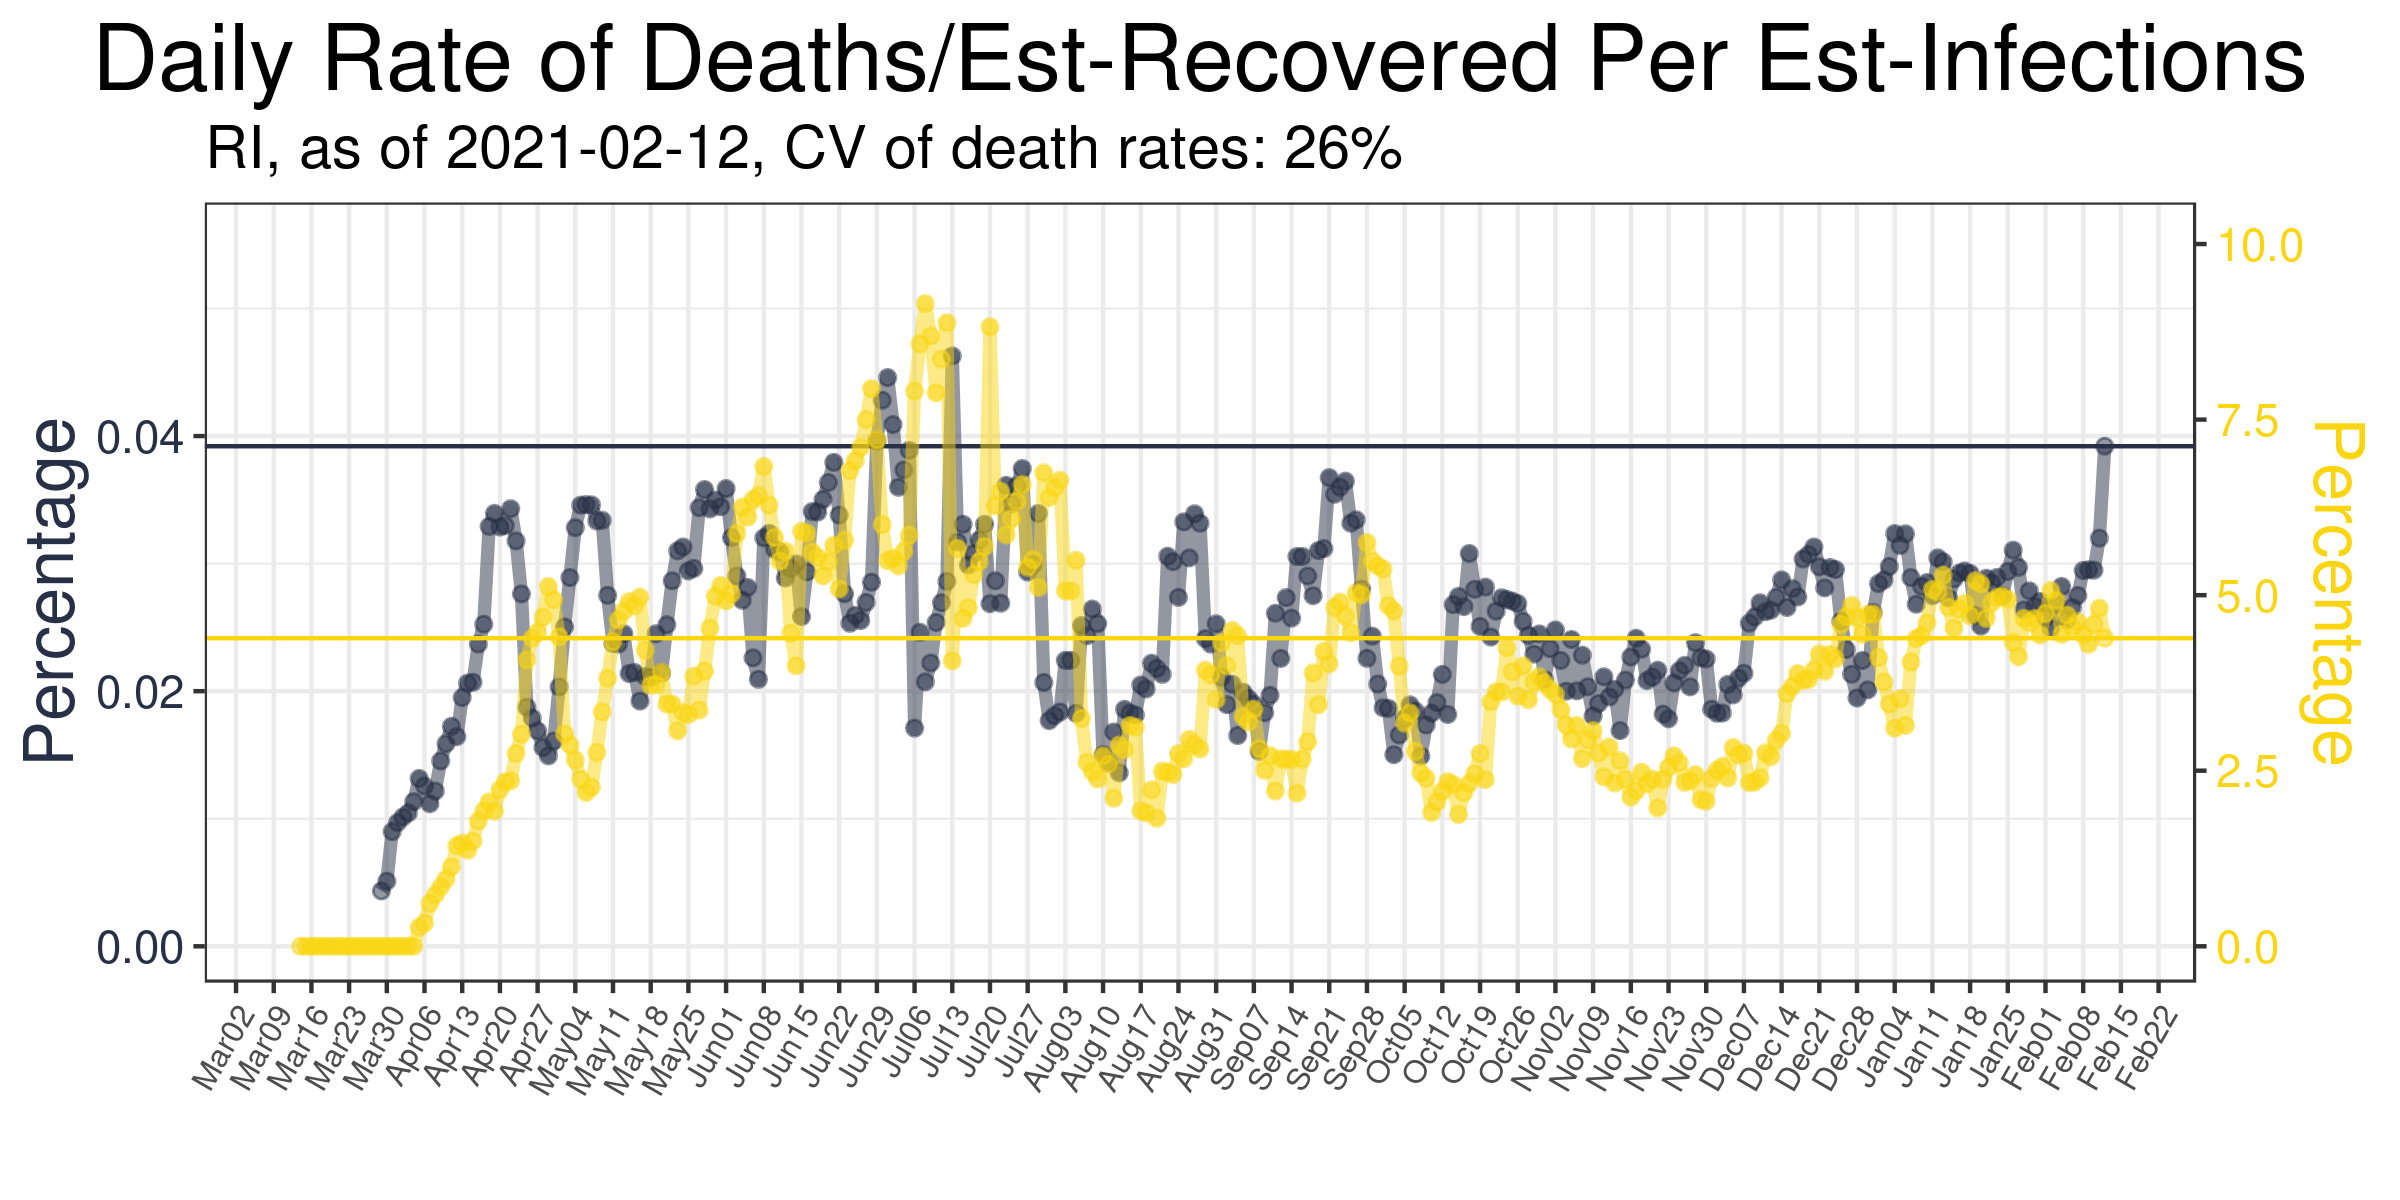 Daily Rate of Deaths/Est-Recovered Per Est-Infections
RI, as of 2021-02-12, CV of death rates: 26%
Percentage
0.04
0.02
0.00
10.0
7.5
5.0
2.5
0.0
Percentage
Mar02
Mar09
Mar16
Mar23
Mar30
Apr06
Apr13
Apr20
Apr27
May04
May11
May18
May25
Jun01
Jun08
Jun15
Jun22
Jun29
Jul06
Jul13
Jul20
Jul27
Aug03
Aug10
Aug17
Aug24
Aug31
Sep07
Sep14
Sep21
Sep28
Oct05
Oct12
Oct19
Oct26
Nov02
Nov09
Nov16
Nov23
Nov30
Dec07
Dec14
Dec21
Dec28
Jan04
Jan11
Jan18
Jan25
Feb01
Feb08
Feb15
Feb22